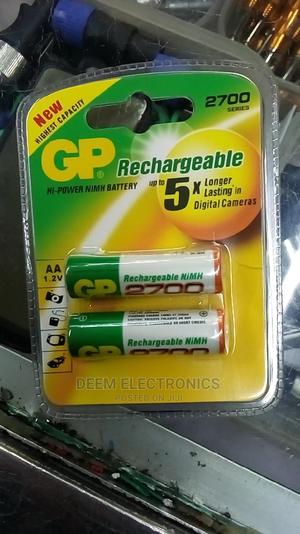 New
HIGHEST CAPACITY
2700
SERIES
GP
Rechargeable
HI-POWER NIMH BATTERY
up to 5x Longer
Lasting in
Digital Cameras
AA
1.2V
GP
Rechargeable NiMH
2700
GP
Rechargeable NiMH
2700
DEEM ELECTRONICS
POSTED ON JIJI